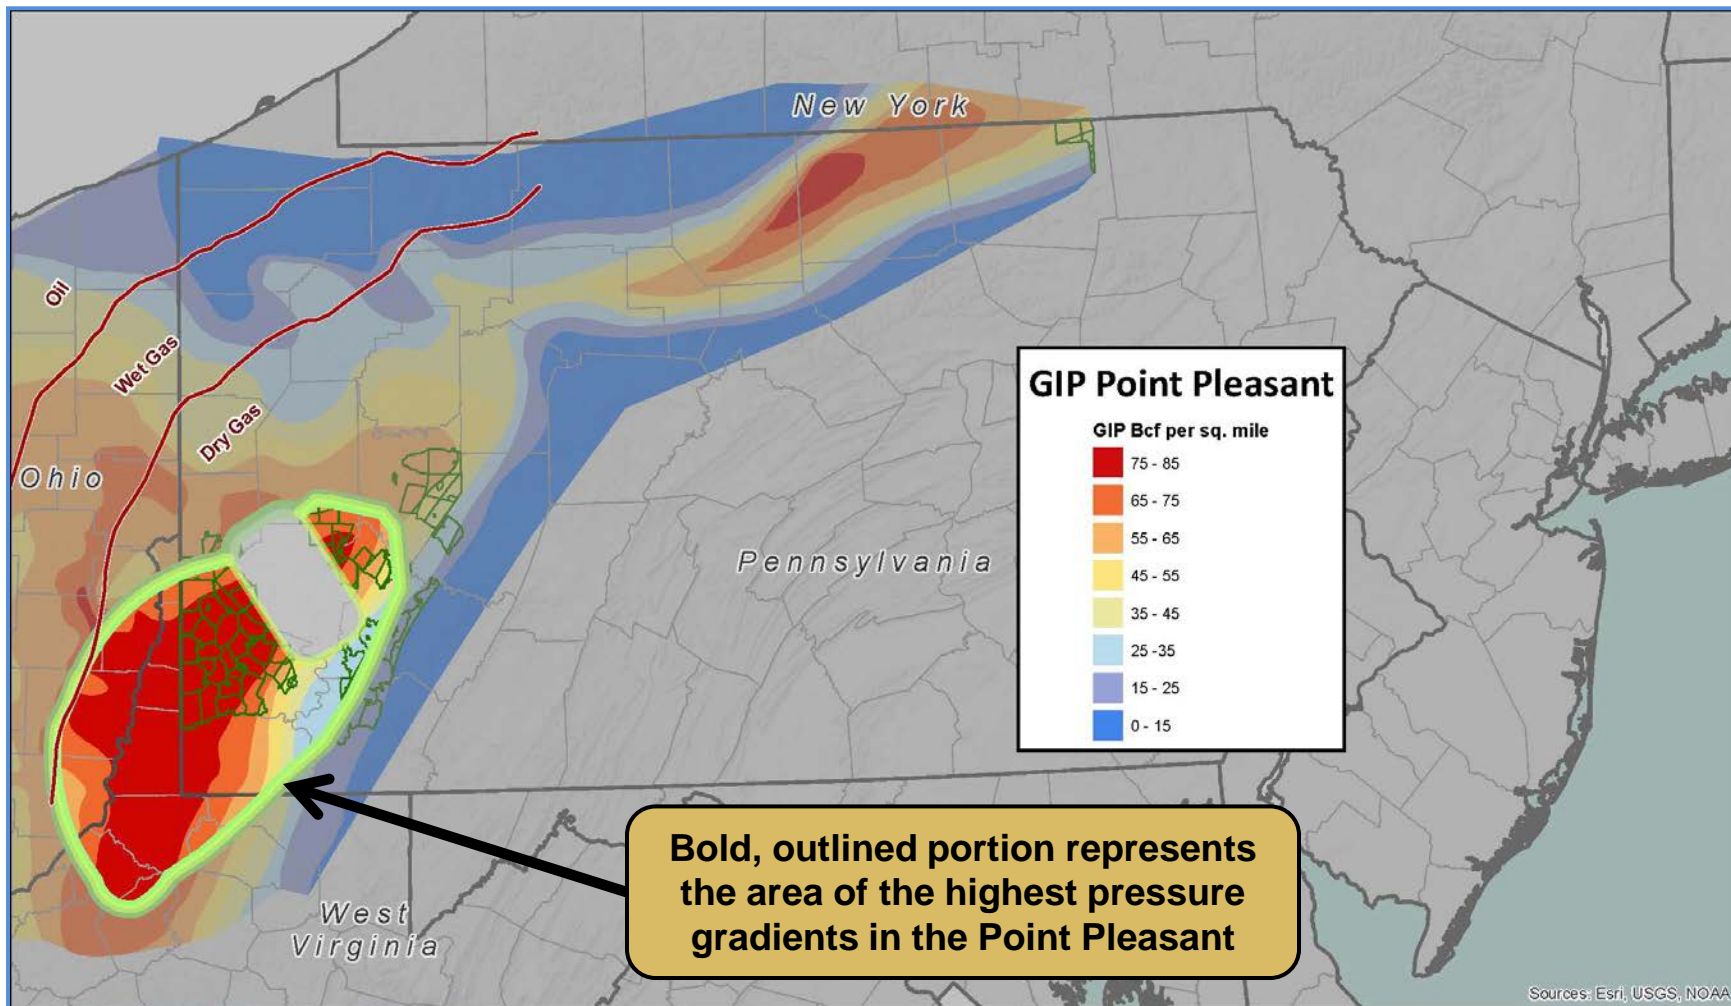 New York
Oil
Wet Gas
Dry Gas
Ohio
Pennsylvania
West
Virginia
GIP Point Pleasant
GIP Bcf per sq. mile
75 - 85
65 - 75
55 - 65
45 - 55
35 - 45
25 -35
15 - 25
0 - 15
Bold, outlined portion represents
the area of the highest pressure
gradients in the Point Pleasant
Sources: Esri, USGS, NOAA